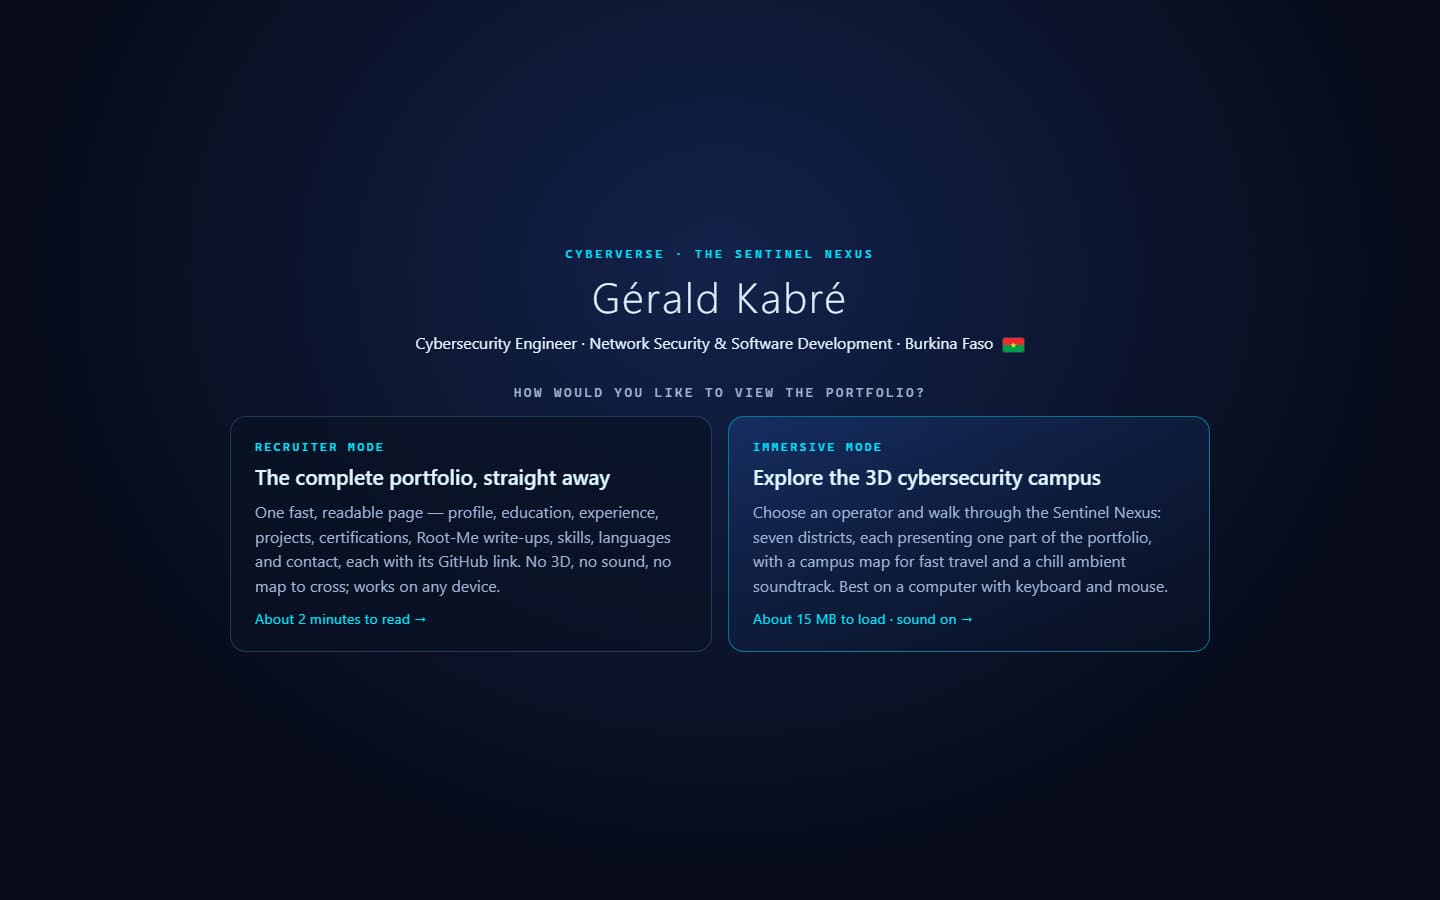 CYBERVERSE · THE SENTINEL NEXUS
Gérald Kabré
Cybersecurity Engineer · Network Security & Software Development · Burkina Faso
HOW WOULD YOU LIKE TO VIEW THE PORTFOLIO?
RECRUITER MODE
The complete portfolio, straight away
One fast, readable page — profile, education, experience,
projects, certifications, Root-Me write-ups, skills, languages
and contact, each with its GitHub link. No 3D, no sound, no
map to cross; works on any device.
About 2 minutes to read →
IMMERSIVE MODE
Explore the 3D cybersecurity campus
Choose an operator and walk through the Sentinel Nexus:
seven districts, each presenting one part of the portfolio,
with a campus map for fast travel and a chill ambient
soundtrack. Best on a computer with keyboard and mouse.
About 15 MB to load · sound on →